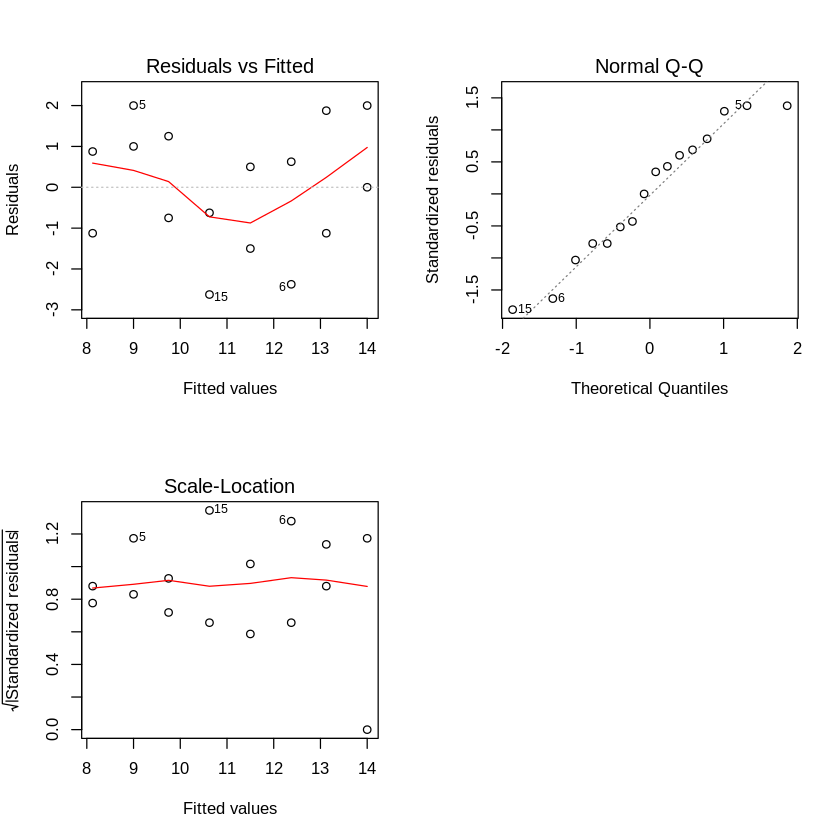 Residuals vs Fitted
Residuals
2
1
0
-1
-2
-3
5
15
6
8 9 10 11 12 13 14
Fitted values
Normal Q-Q
Standardized residuals
1.5
0.5
-0.5
-1.5
5
6
15
-2 -1 0 1 2
Theoretical Quantiles
Scale-Location
√|Standardized residuals|
1.2
0.8
0.4
0.0
5
15
6
8 9 10 11 12 13 14
Fitted values